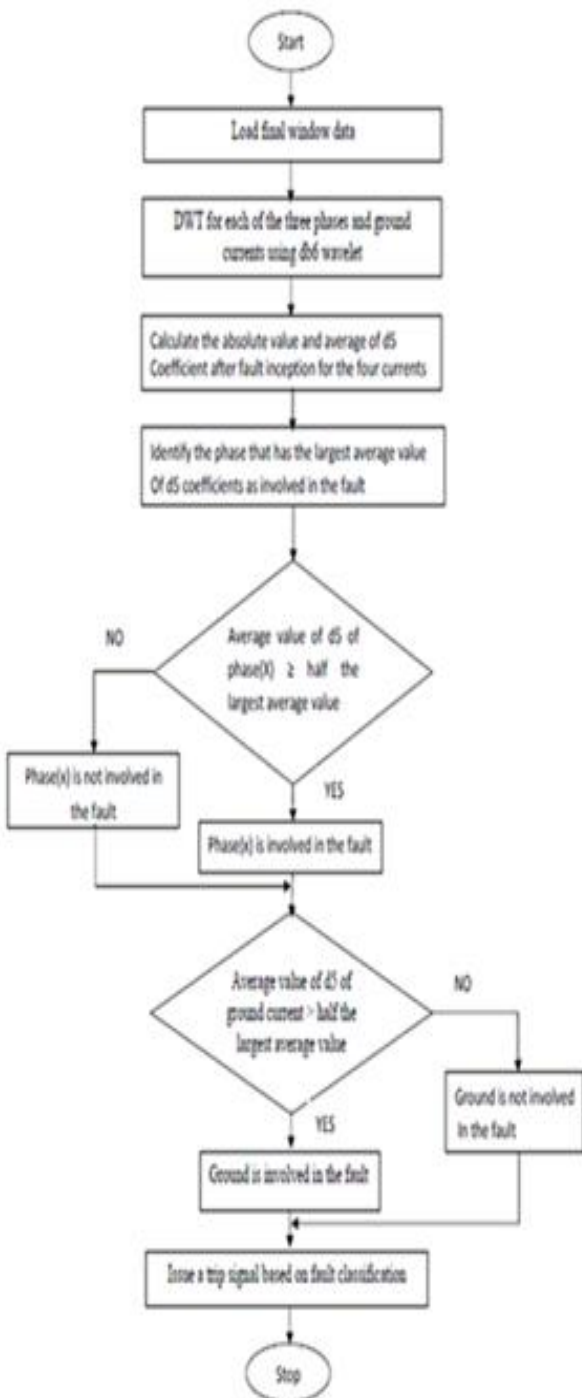 Start
Load final window data
DWT for each of the three phases and ground
currents using db6 wavelet
Calculate the absolute value and average of d5
Coefficient after fault inception for the four currents
Identify the phase that has the largest average value
Of d5 coefficients as involved in the fault
Average value of d5 of
phase(X) ≥ half the
largest average value
NO
Phase(x) is not involved in
the fault
YES
Phase(x) is involved in the fault
Average value of d5 of
ground current > half the
largest average value
NO
Ground is not involved
In the fault
YES
Ground is involved in the fault
Issue a trip signal based on fault classification
Stop